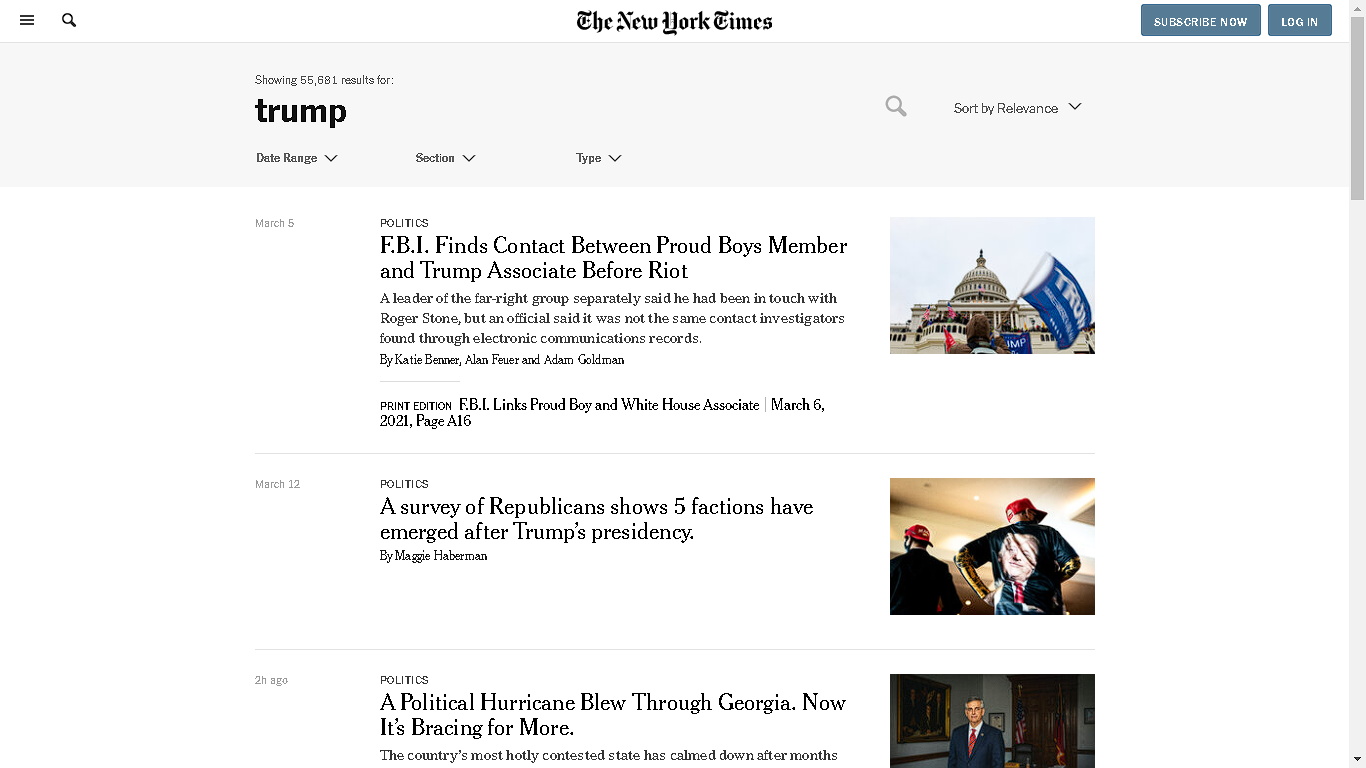 The New York Times
SUBSCRIBE NOW
LOG IN
Showing 55,681 results for:
trump
Sort by Relevance
Date Range
Section
Type
March 5
POLITICS
F.B.I. Finds Contact Between Proud Boys Member
and Trump Associate Before Riot
A leader of the far-right group separately said he had been in touch with
Roger Stone, but an official said it was not the same contact investigators
found through electronic communications records.
By Katie Benner, Alan Feuer and Adam Goldman
PRINT EDITION F.B.I. Links Proud Boy and White House Associate | March 6,
2021, Page A16
TRUMP
March 12
POLITICS
A survey of Republicans shows 5 factions have
emerged after Trump’s presidency.
By Maggie Haberman
2h ago
POLITICS
A Political Hurricane Blew Through Georgia. Now
It’s Bracing for More.
The country’s most hotly contested state has calmed down after months